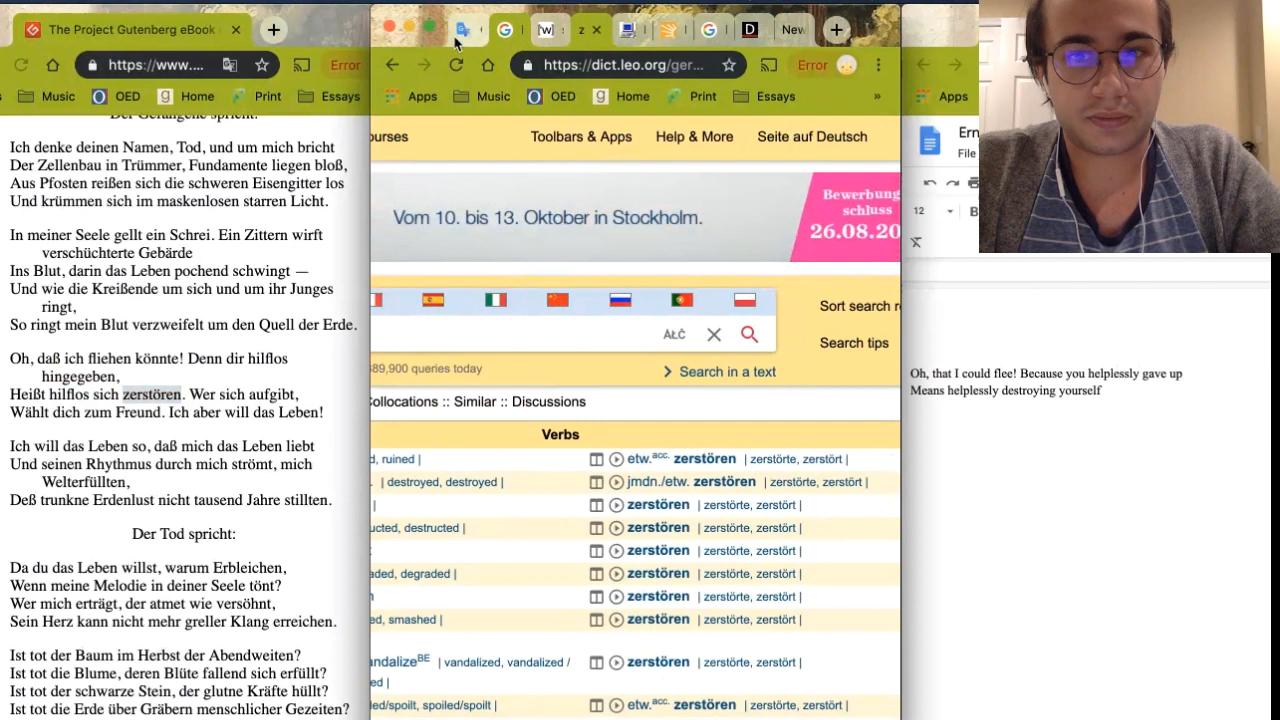 The Project Gutenberg eBook
z
New
https://www....
Error
https://dict.leo.org/ger...
Error
Music
OED
Home
Print
Essays
Apps
Music
OED
Home
Print
Essays
»
Apps
Der Gefangene spricht:
Ich denke deinen Namen, Tod, und um mich bricht
Der Zellenbau in Trümmer, Fundamente liegen bloß,
Aus Pfosten reißen sich die schweren Eisengitter los
Und krümmen sich im maskenlosen starren Licht.
In meiner Seele gellt ein Schrei. Ein Zittern wirft
verschüchterte Gebärde
Ins Blut, darin das Leben pochend schwingt —
Und wie die Kreißende um sich und um ihr Junges
ringt,
So ringt mein Blut verzweifelt um den Quell der Erde.
Oh, daß ich fliehen könnte! Denn dir hilflos
hingegeben,
Heißt hilflos sich zerstören. Wer sich aufgibt,
Wählt dich zum Freund. Ich aber will das Leben!
Ich will das Leben so, daß mich das Leben liebt
Und seinen Rhythmus durch mich strömt, mich
Welterfüllten,
Deß trunkne Erdenlust nicht tausend Jahre stillten.
Der Tod spricht:
Da du das Leben willst, warum Erbleichen,
Wenn meine Melodie in deiner Seele tönt?
Wer mich erträgt, der atmet wie versöhnt,
Sein Herz kann nicht mehr greller Klang erreichen.
Ist tot der Baum im Herbst der Abendweiten?
Ist tot die Blume, deren Blüte fallend sich erfüllt?
Ist tot der schwarze Stein, der glutne Kräfte hüllt?
Ist tot die Erde über Gräbern menschlicher Gezeiten?
ourses
Toolbars & Apps
Help & More
Seite auf Deutsch
Vom 10. bis 13. Oktober in Stockholm.
Bewerbung
schluss
26.08.20
Sort search r
AŁČ
Search tips
89,900 queries today
Search in a text
Collocations :: Similar :: Discussions
Verbs
d, ruined |
etw.acc. zerstören | zerstörte, zerstört |
. | destroyed, destroyed |
jmdn./etw. zerstören | zerstörte, zerstört |
|
zerstören | zerstörte, zerstört |
ucted, destructed |
zerstören | zerstörte, zerstört |
zerstören | zerstörte, zerstört |
aded, degraded |
zerstören | zerstörte, zerstört |
zerstören | zerstörte, zerstört |
ed, smashed |
zerstören | zerstörte, zerstört |
andalizeBE | vandalized, vandalized /
zerstören | zerstörte, zerstört |
ed |
led/spoilt, spoiled/spoilt |
etw.acc. zerstören | zerstörte, zerstört |
Ern
File
12
B
Oh, that I could flee! Because you helplessly gave up
Means helplessly destroying yourself